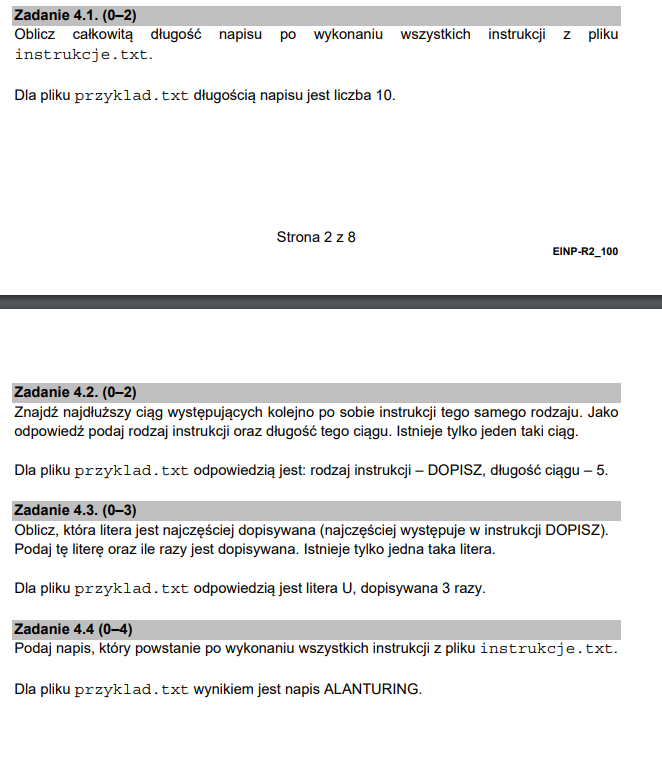 Zadanie 4.1. (0–2)
Oblicz całkowitą długość napisu po wykonaniu wszystkich instrukcji z pliku
instrukcje.txt.
Dla pliku przyklad.txt długością napisu jest liczba 10.
Strona 2 z 8
EINP-R2_100
Zadanie 4.2. (0–2)
Znajdź najdłuższy ciąg występujących kolejno po sobie instrukcji tego samego rodzaju. Jako
odpowiedź podaj rodzaj instrukcji oraz długość tego ciągu. Istnieje tylko jeden taki ciąg.
Dla pliku przyklad.txt odpowiedzią jest: rodzaj instrukcji – DOPISZ, długość ciągu – 5.
Zadanie 4.3. (0–3)
Oblicz, która litera jest najczęściej dopisywana (najczęściej występuje w instrukcji DOPISZ).
Podaj tę literę oraz ile razy jest dopisywana. Istnieje tylko jedna taka litera.
Dla pliku przyklad.txt odpowiedzią jest litera U, dopisywana 3 razy.
Zadanie 4.4 (0–4)
Podaj napis, który powstanie po wykonaniu wszystkich instrukcji z pliku instrukcje.txt.
Dla pliku przyklad.txt wynikiem jest napis ALANTURING.